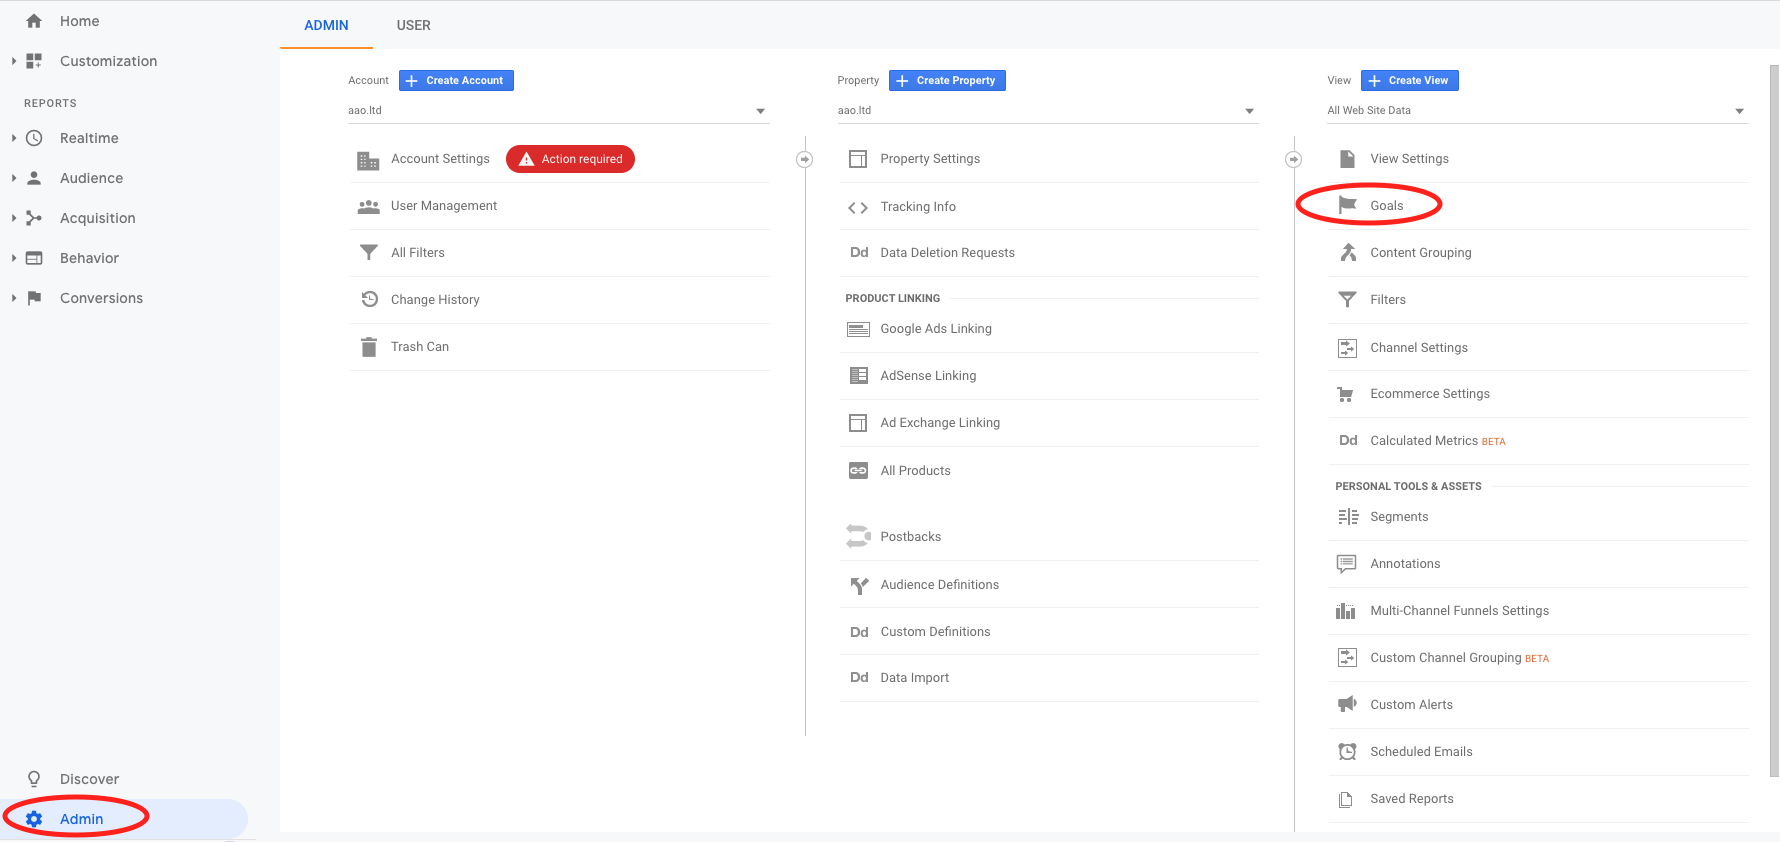 Home
Customization
REPORTS
Realtime
Audience
Acquisition
Behavior
Conversions
Discover
Admin
ADMIN
USER
Account
Create Account
aao.ltd
Account Settings
Action required
User Management
All Filters
Change History
Trash Can
Property
Create Property
aao.ltd
Property Settings
Tracking Info
Dd Data Deletion Requests
PRODUCT LINKING
Google Ads Linking
AdSense Linking
Ad Exchange Linking
All Products
Postbacks
Audience Definitions
Dd Custom Definitions
Dd Data Import
View
Create View
All Web Site Data
View Settings
Goals
Content Grouping
Filters
Channel Settings
Ecommerce Settings
Dd Calculated Metrics BETA
PERSONAL TOOLS & ASSETS
Segments
Annotations
Multi-Channel Funnels Settings
Custom Channel Grouping BETA
Custom Alerts
Scheduled Emails
Saved Reports